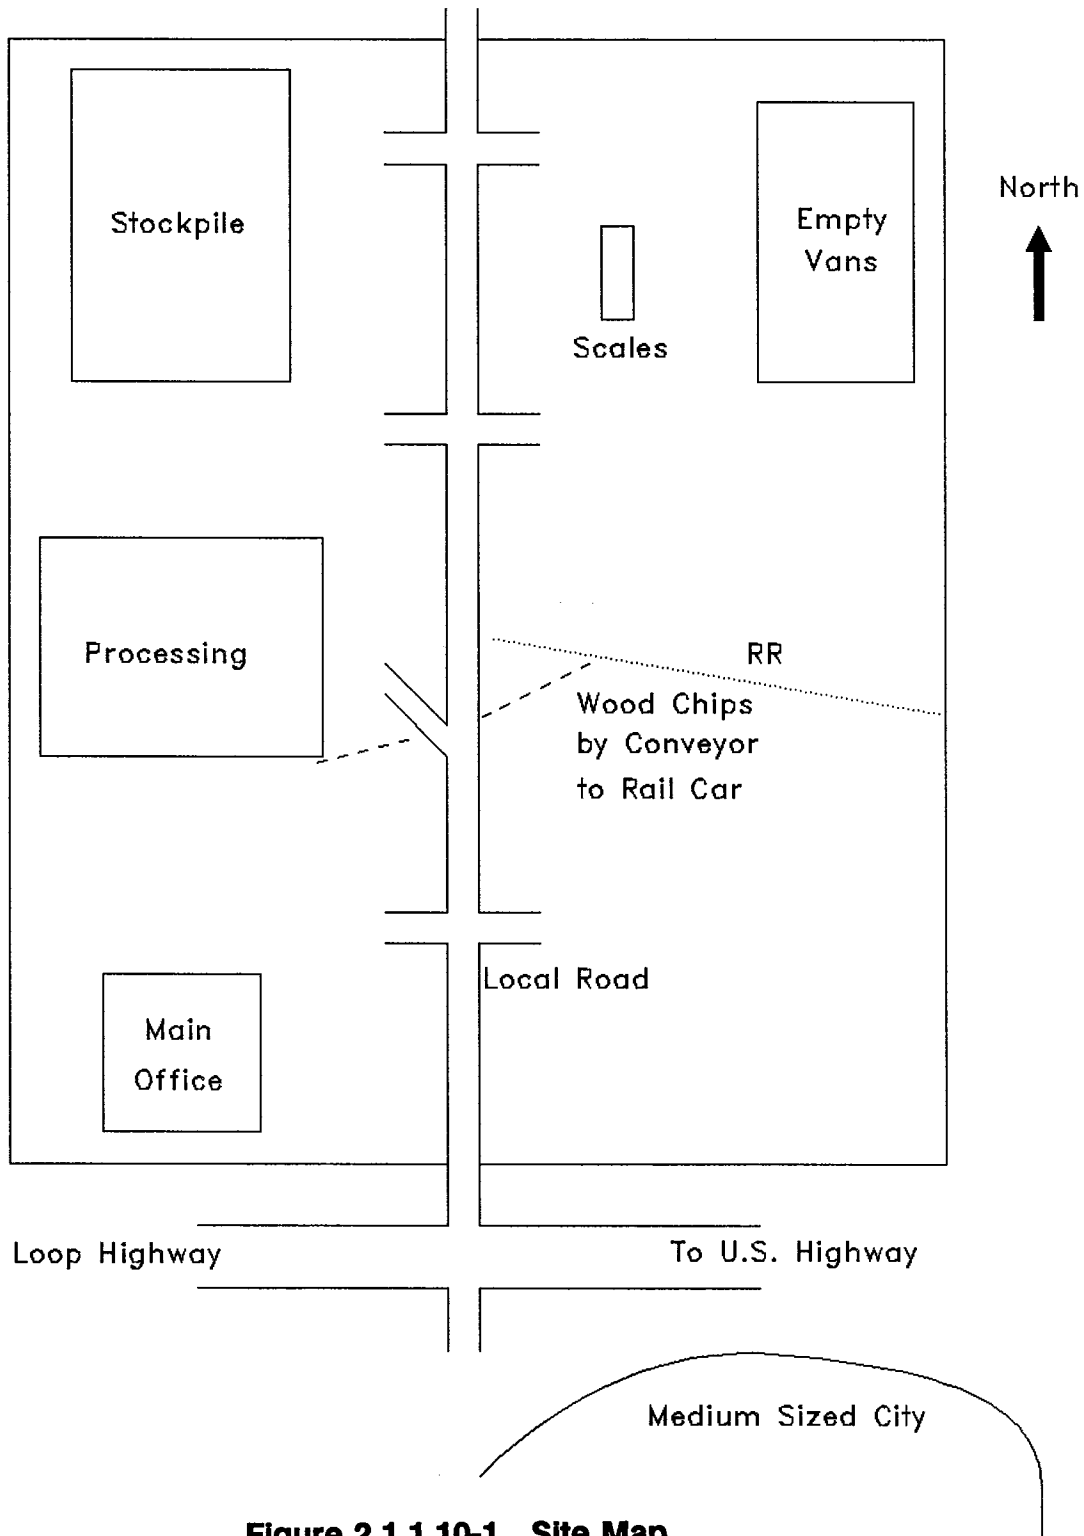 North
Stockpile
Empty
Vans
Scales
Processing
RR
Wood Chips
by Conveyor
to Rail Car
Local Road
Main
Office
Loop Highway
To U.S. Highway
Medium Sized City
Figure 2.1.1.10-1 Site Map